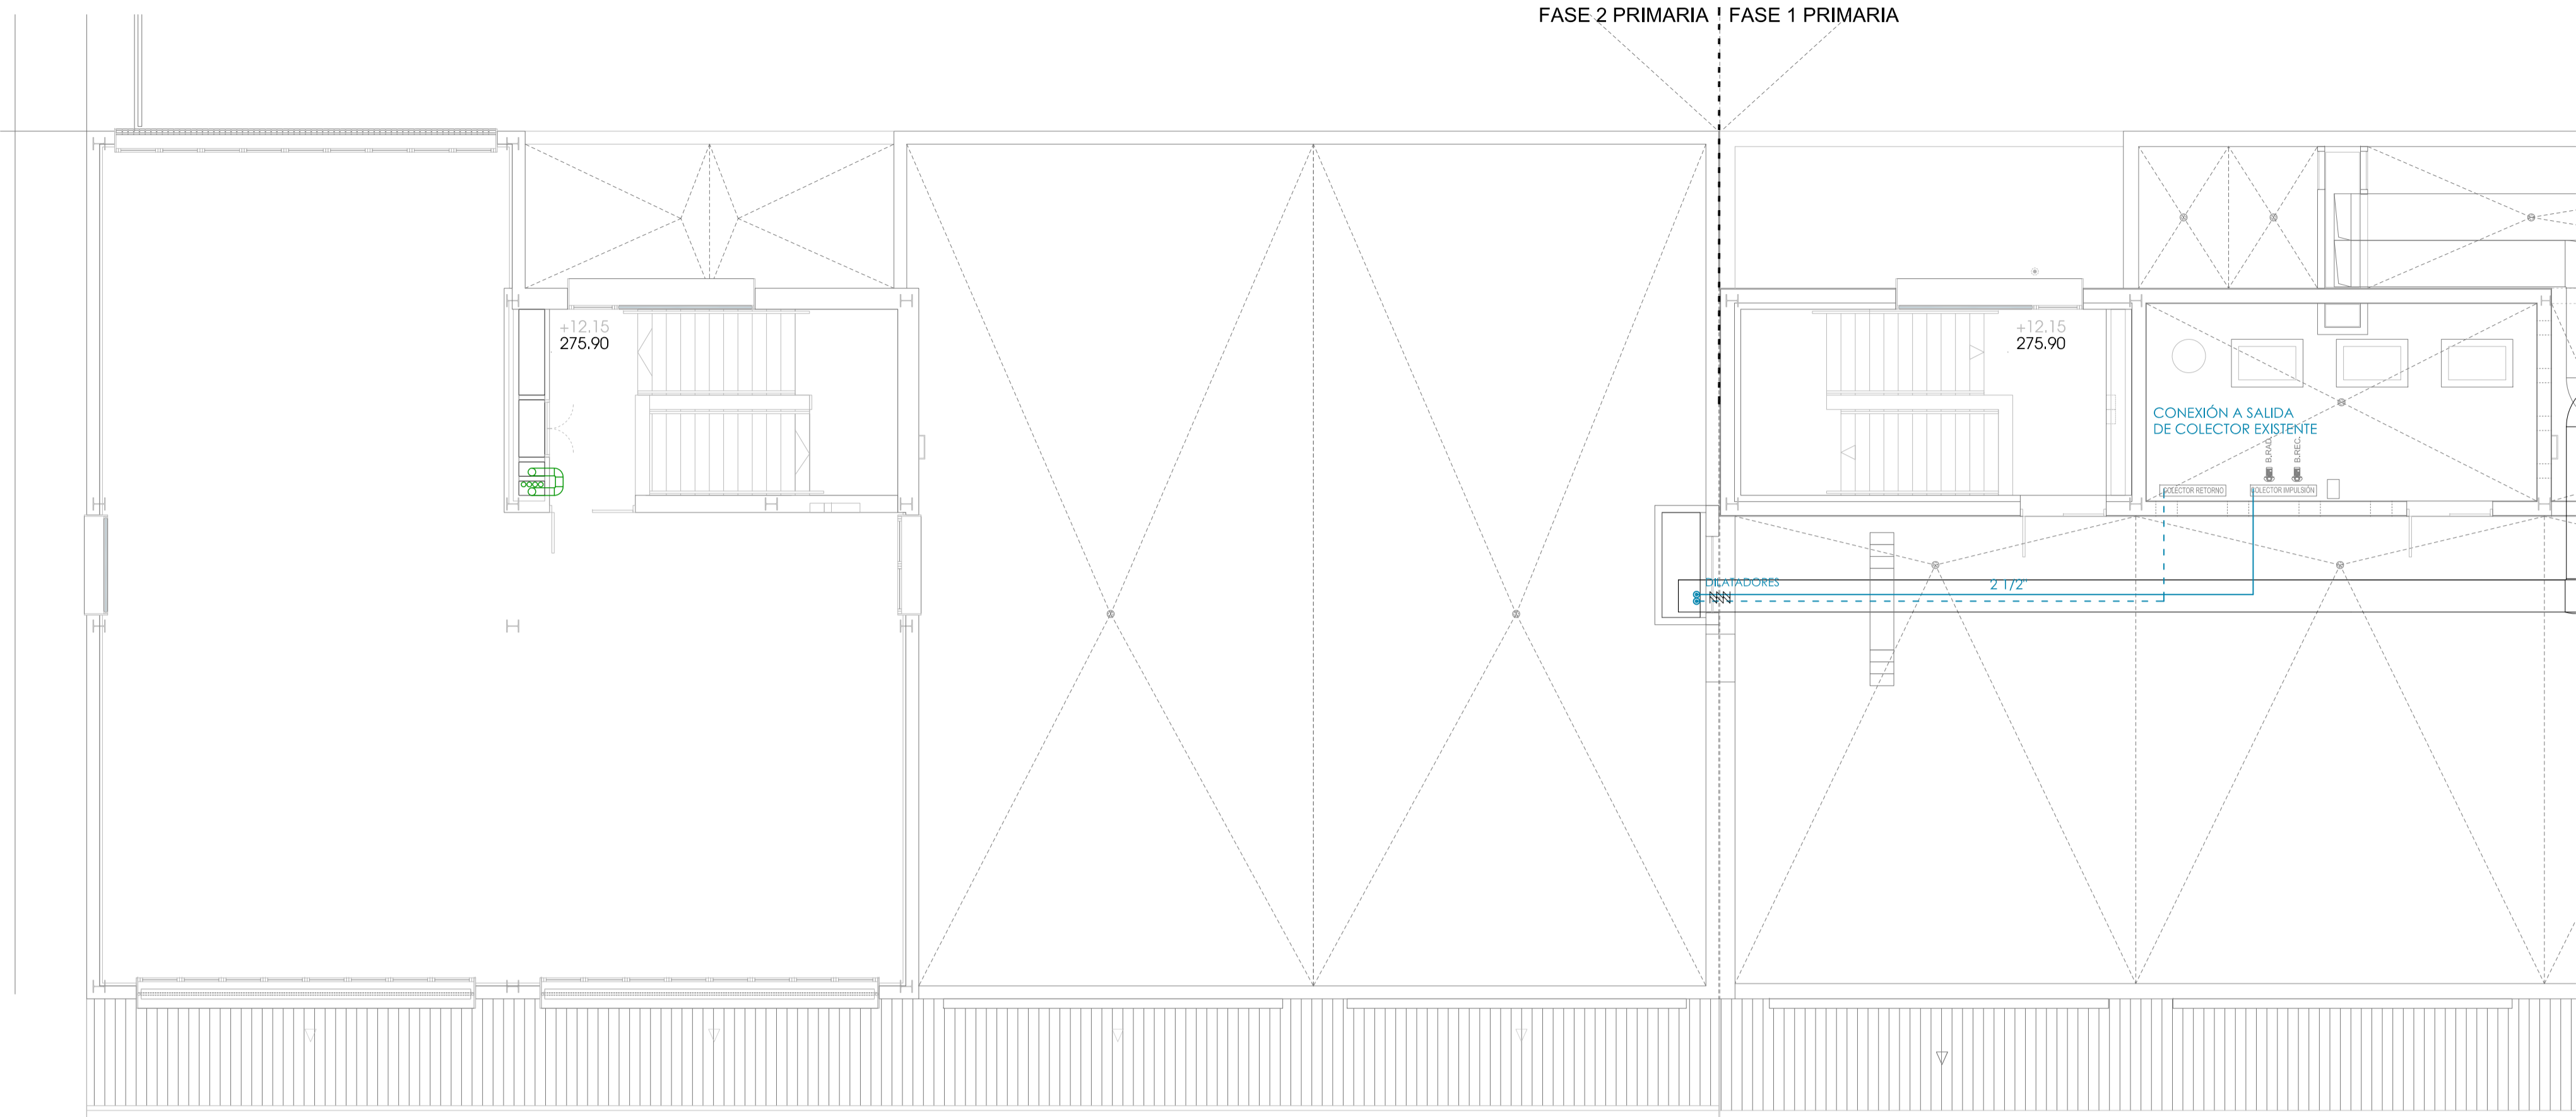 FASE 2 PRIMARIA
FASE 1 PRIMARIA
+12.15
275.90
+12.15
275.90
CONEXIÓN A SALIDA
DE COLECTOR EXISTENTE
B.RAD.
B.REC.
COLECTOR RETORNO
COLECTOR IMPULSIÓN
DILATADORES
2 1/2"